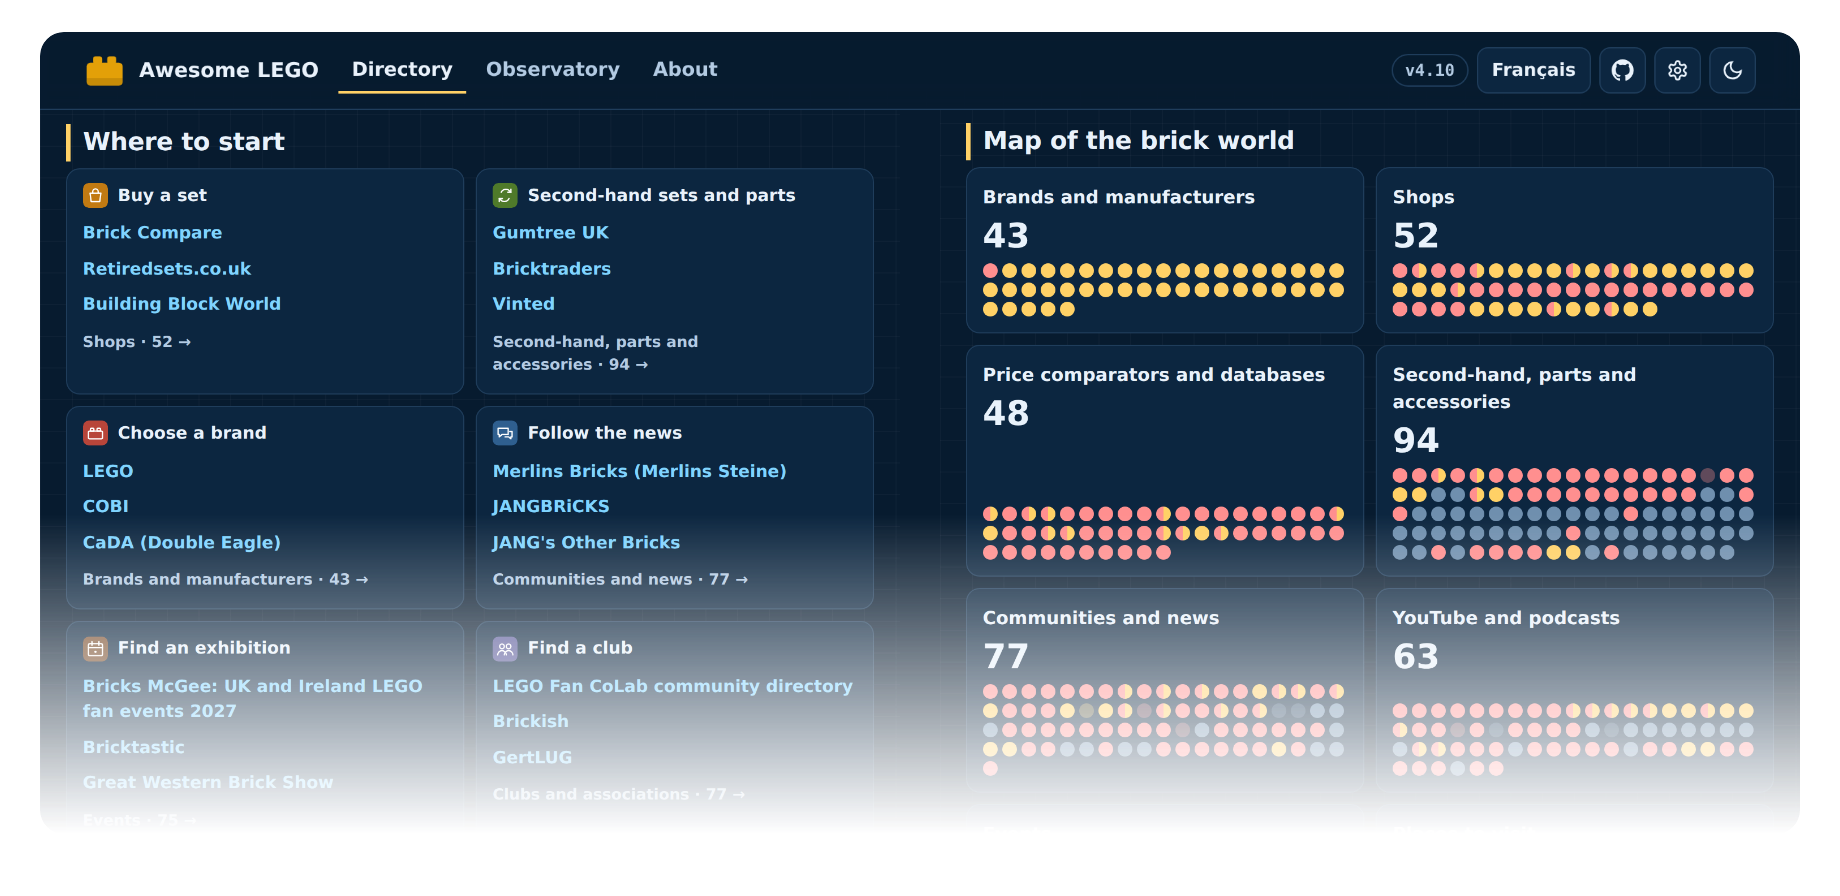 Awesome LEGO
Directory
Observatory
About
v4.10
Français
Where to start
Buy a set
Brick Compare
Retiredsets.co.uk
Building Block World
Shops · 52 →
Second-hand sets and parts
Gumtree UK
Bricktraders
Vinted
Second-hand, parts and
accessories · 94 →
Choose a brand
LEGO
COBI
CaDA (Double Eagle)
Brands and manufacturers · 43 →
Follow the news
Merlins Bricks (Merlins Steine)
JANGBRiCKS
JANG's Other Bricks
Communities and news · 77 →
Find an exhibition
Bricks McGee: UK and Ireland LEGO
fan events 2027
Bricktastic
Great Western Brick Show
Events · 75 →
Find a club
LEGO Fan CoLab community directory
Brickish
GertLUG
Clubs and associations · 77 →
Map of the brick world
Brands and manufacturers
43
Shops
52
Price comparators and databases
48
Second-hand, parts and
accessories
94
Communities and news
77
YouTube and podcasts
63